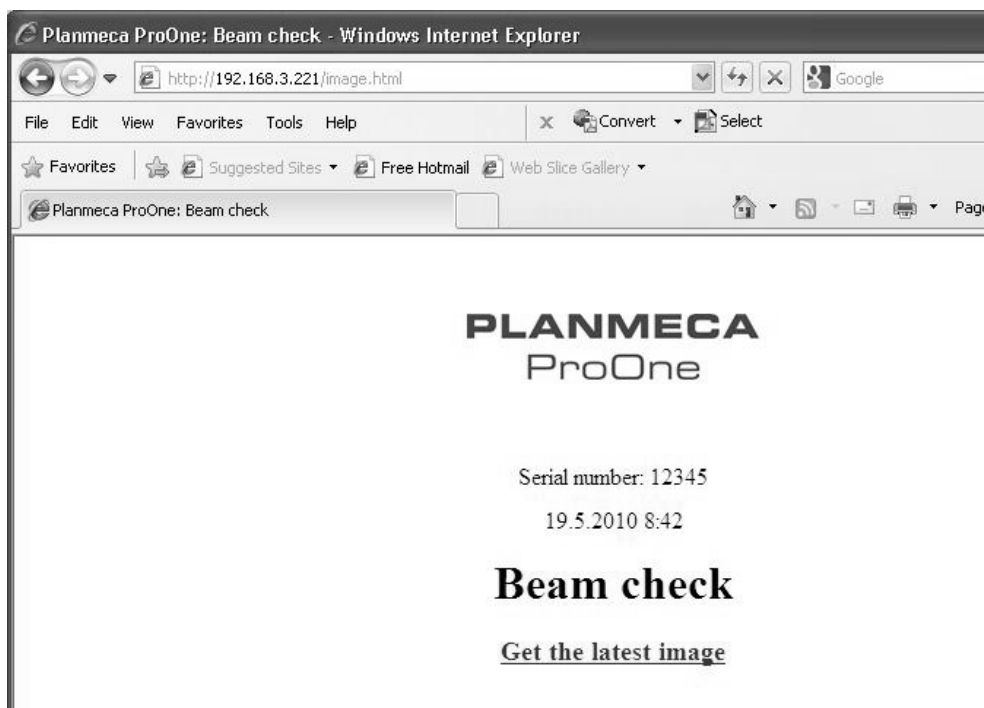 Planmeca ProOne: Beam check - Windows Internet Explorer
http://192.168.3.221/image.html Google
File Edit View Favorites Tools Help x Convert Select
Favorites Suggested Sites Free Hotmail Web Slice Gallery
Planmeca ProOne: Beam check Page
PLANMECA
ProOne
Serial number: 12345
19.5.2010 8:42
Beam check
Get the latest image